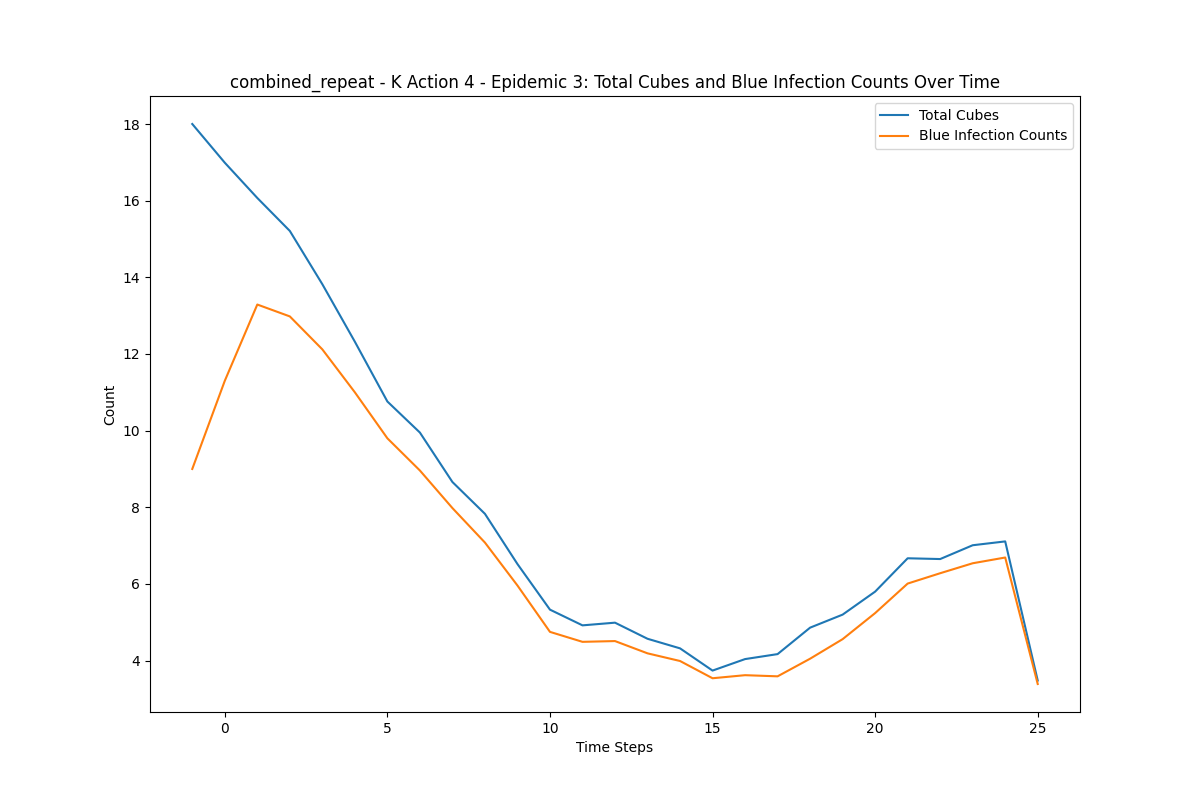 combined_repeat - K Action 4 - Epidemic 3: Total Cubes and Blue Infection Counts Over Time
Total Cubes
Blue Infection Counts
18
16
14
12
10
8
6
4
Count
0 5 10 15 20 25
Time Steps